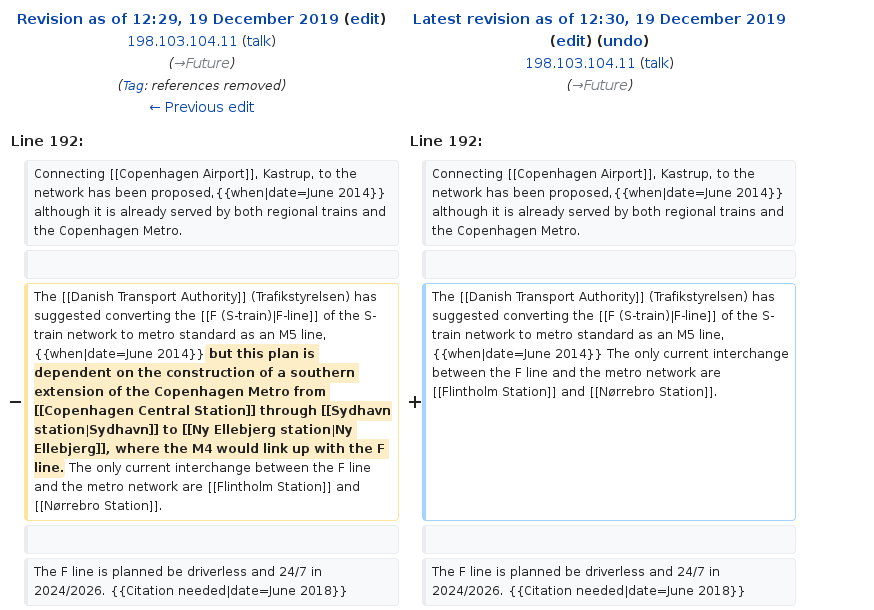 Revision as of 12:29, 19 December 2019 (edit)
198.103.104.11 (talk)
(→Future)
(Tag: references removed)
← Previous edit
Latest revision as of 12:30, 19 December 2019
(edit) (undo)
198.103.104.11 (talk)
(→Future)
Line 192:
Line 192:
Connecting [[Copenhagen Airport]], Kastrup, to the
network has been proposed,{{when|date=June 2014}}
although it is already served by both regional trains and
the Copenhagen Metro.
Connecting [[Copenhagen Airport]], Kastrup, to the
network has been proposed,{{when|date=June 2014}}
although it is already served by both regional trains and
the Copenhagen Metro.
−
The [[Danish Transport Authority]] (Trafikstyrelsen) has
suggested converting the [[F (S-train)|F-line]] of the S-
train network to metro standard as an M5 line,
{{when|date=June 2014}} but this plan is
dependent on the construction of a southern
extension of the Copenhagen Metro from
[[Copenhagen Central Station]] through [[Sydhavn
station|Sydhavn]] to [[Ny Ellebjerg station|Ny
Ellebjerg]], where the M4 would link up with the F
line. The only current interchange between the F line
and the metro network are [[Flintholm Station]] and
[[Nørrebro Station]].
+
The [[Danish Transport Authority]] (Trafikstyrelsen) has
suggested converting the [[F (S-train)|F-line]] of the S-
train network to metro standard as an M5 line,
{{when|date=June 2014}} The only current interchange
between the F line and the metro network are
[[Flintholm Station]] and [[Nørrebro Station]].
The F line is planned be driverless and 24/7 in
2024/2026. {{Citation needed|date=June 2018}}
The F line is planned be driverless and 24/7 in
2024/2026. {{Citation needed|date=June 2018}}